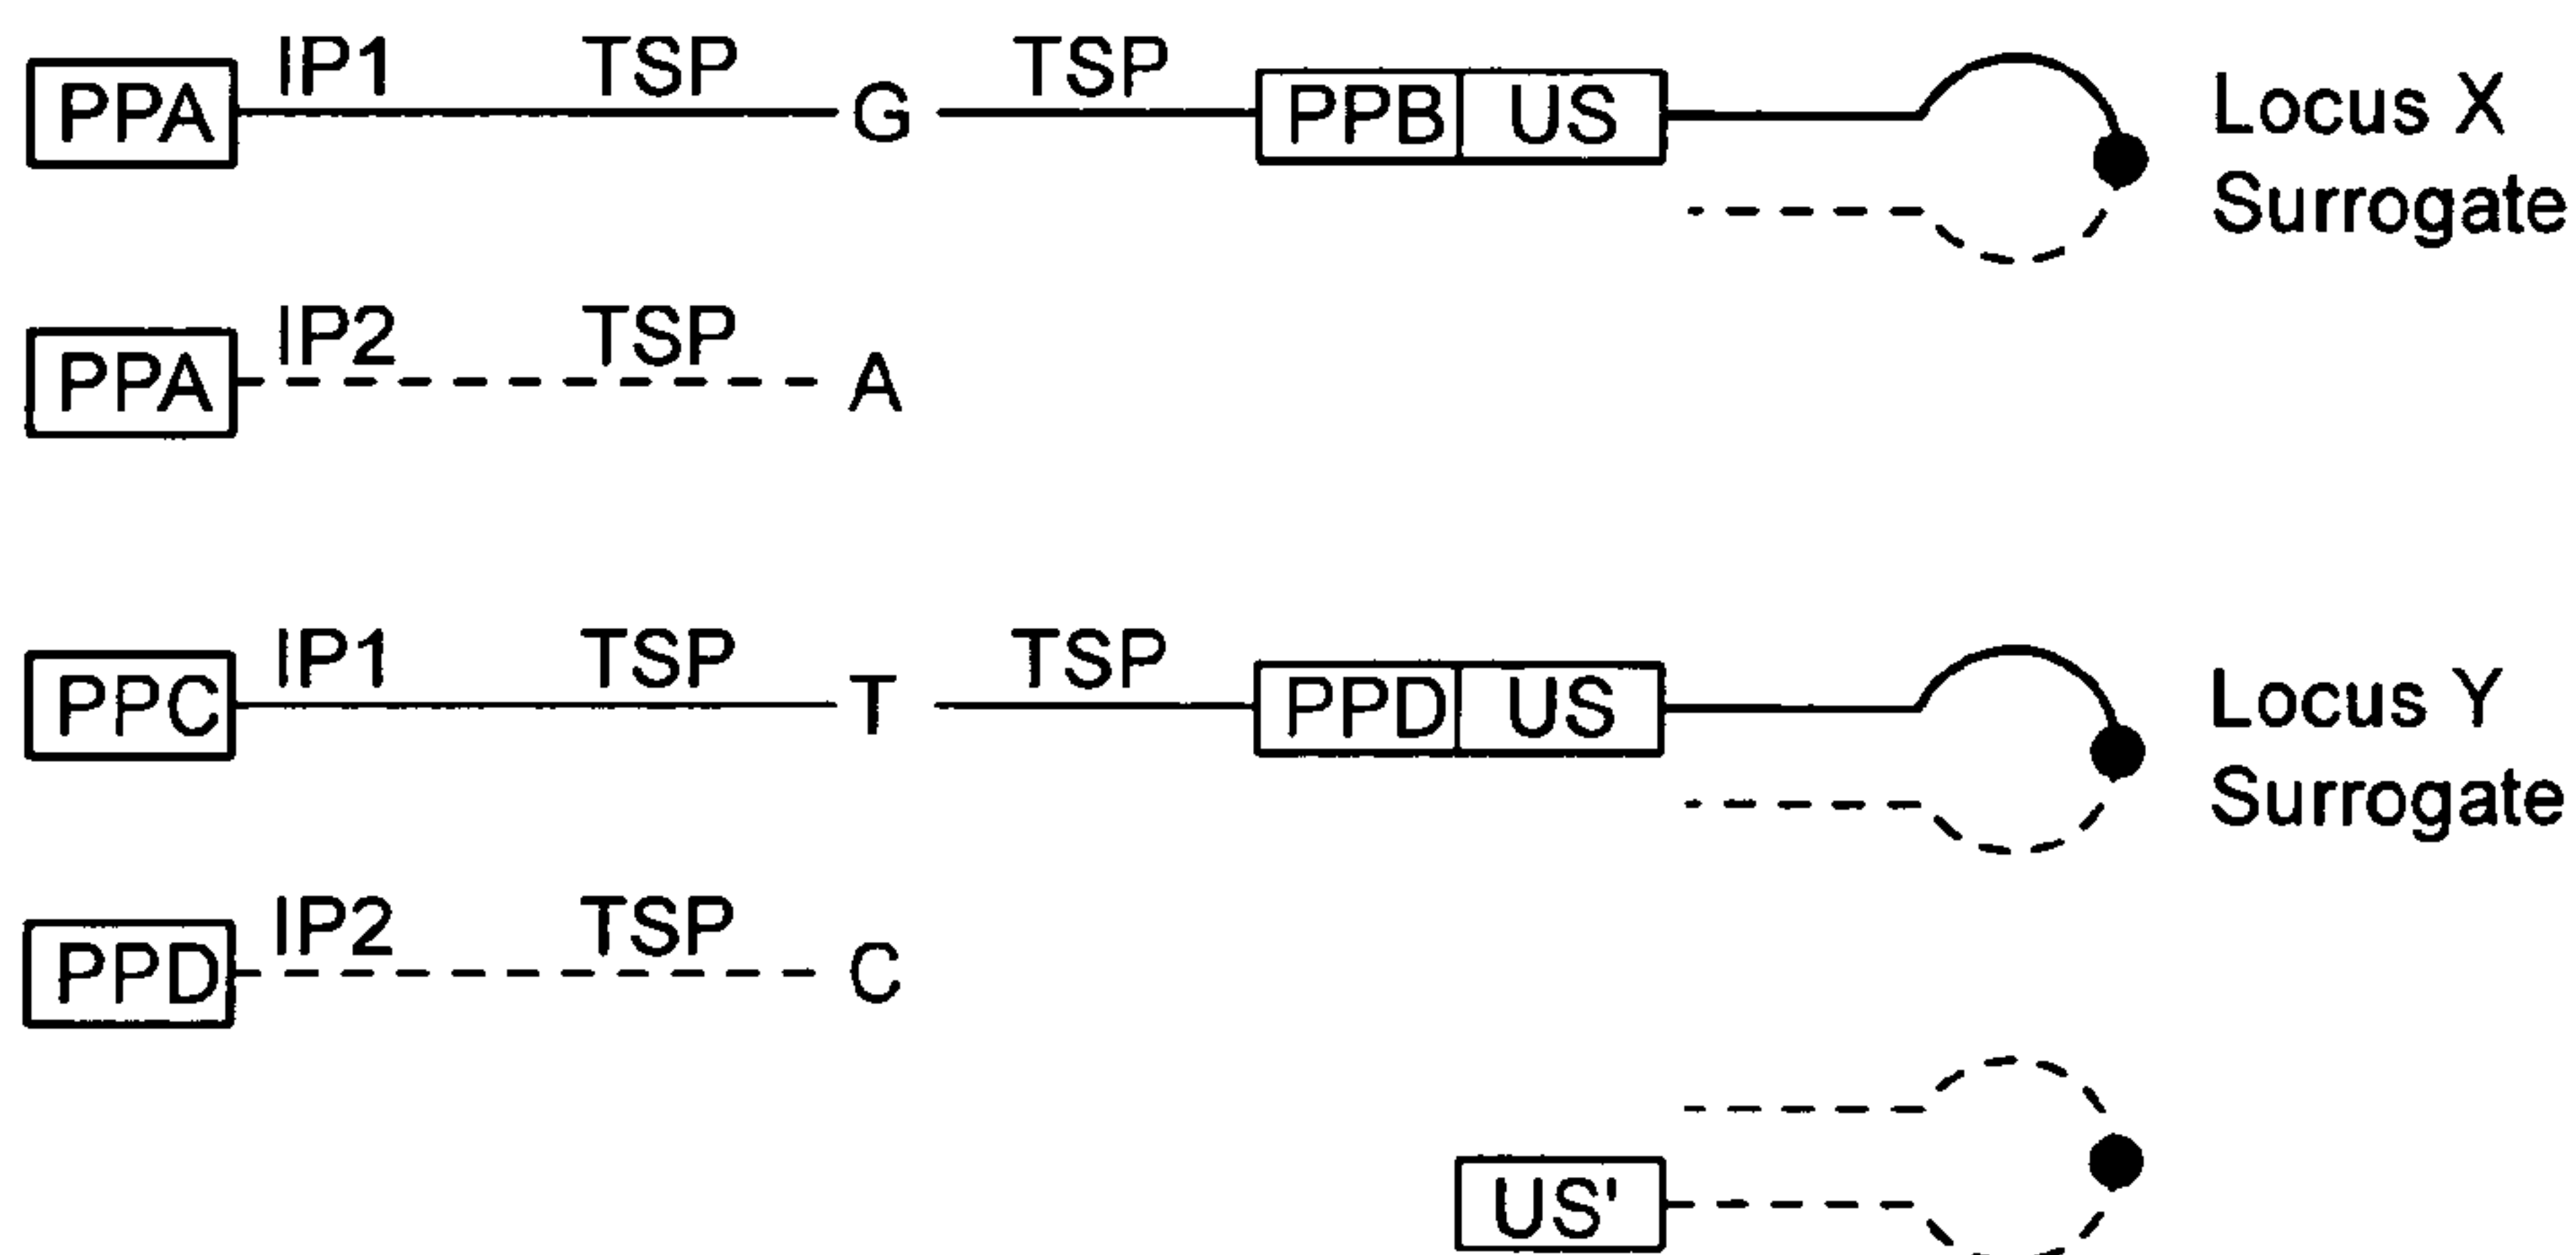 PPA IP1 TSP G TSP PPB US Locus X
Surrogate
PPA IP2 TSP A
PPC IP1 TSP T TSP PPD US Locus Y
Surrogate
PPD IP2 TSP C
US'